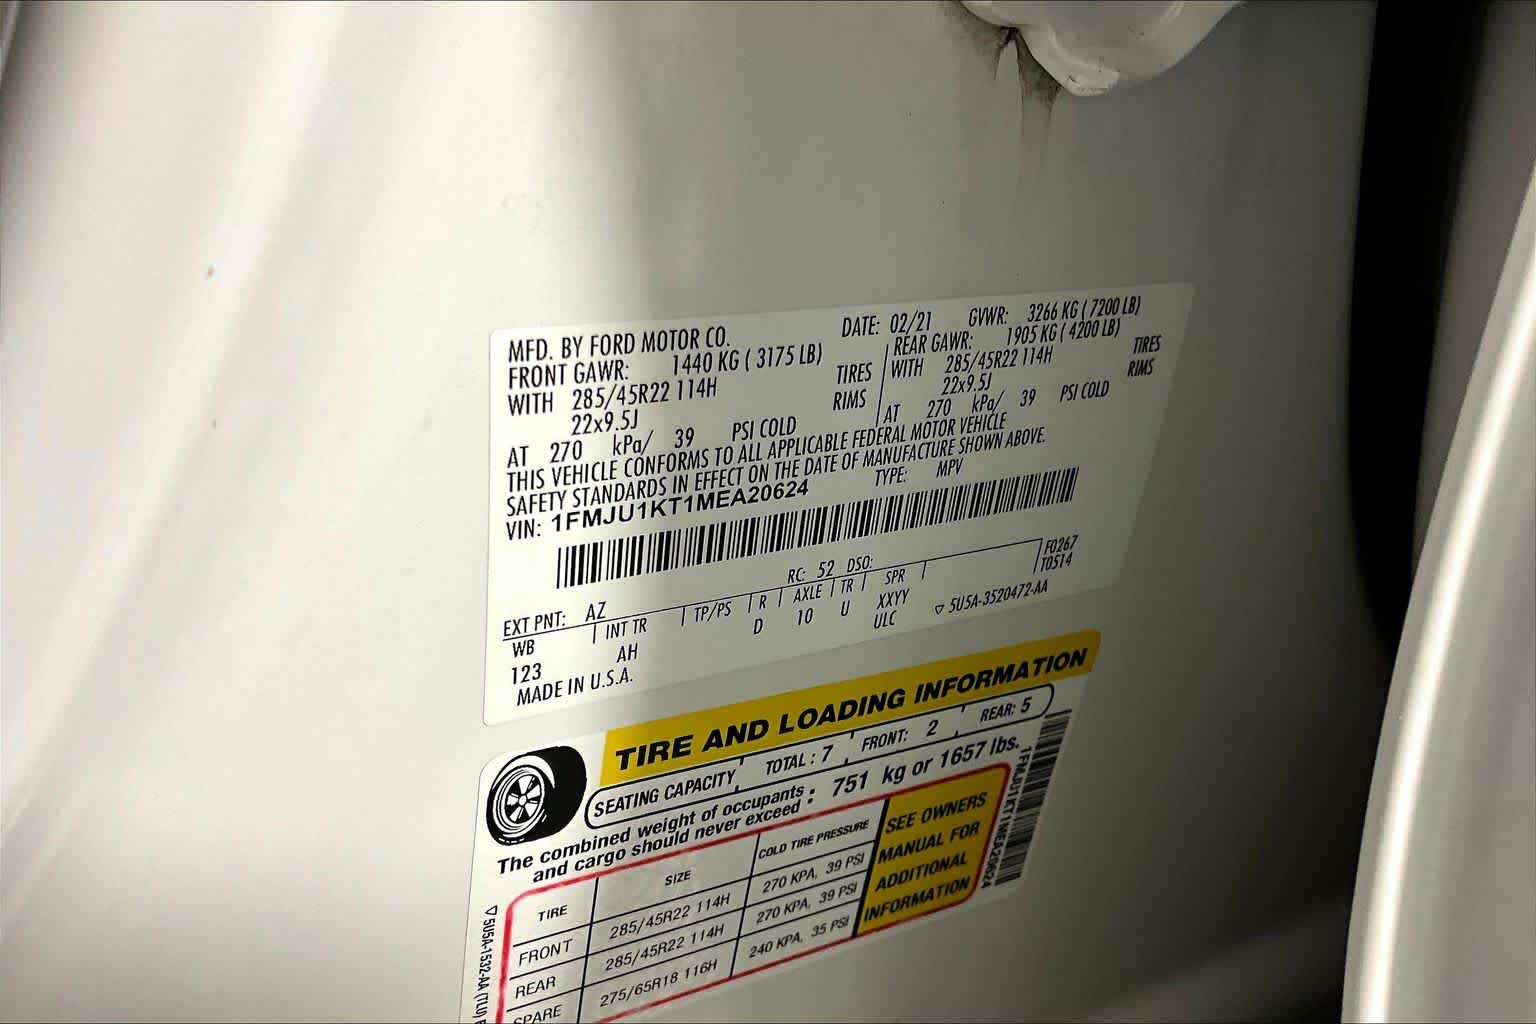 MFD. BY FORD MOTOR CO. DATE: 02/21 GVWR: 3266 KG ( 7200 LB)
FRONT GAWR: 1440 KG ( 3175 LB) REAR GAWR: 1905 KG ( 4200 LB)
WITH 285/45R22 114H TIRES WITH 285/45R22 114H TIRES
22x9.5J RIMS 22x9.5J RIMS
AT 270 kPa/ 39 PSI COLD AT 270 kPa/ 39 PSI COLD
THIS VEHICLE CONFORMS TO ALL APPLICABLE FEDERAL MOTOR VEHICLE
SAFETY STANDARDS IN EFFECT ON THE DATE OF MANUFACTURE SHOWN ABOVE.
VIN: 1FMJU1KT1MEA20624 TYPE: MPV
F0267
T0514
EXT PNT: AZ RC: 52 DSO:
WB INT TR TP/PS R AXLE TR SPR
123 AH D 10 U XXYY
ULC
MADE IN U.S.A. ▽ 5U5A-3520472-AA
TIRE AND LOADING INFORMATION
SEATING CAPACITY TOTAL : 7 FRONT: 2 REAR: 5
The combined weight of occupants and cargo should never exceed : 751 kg or 1657 lbs.
TIRE SIZE COLD TIRE PRESSURE
FRONT 285/45R22 114H 270 KPA, 39 PSI
REAR 285/45R22 114H 270 KPA, 39 PSI
SPARE 275/65R18 116H 240 KPA, 35 PSI
SEE OWNERS
MANUAL FOR
ADDITIONAL
INFORMATION
1FMJU1KT1MEA20624
▽ 5U5A-1532-AA (TLU)